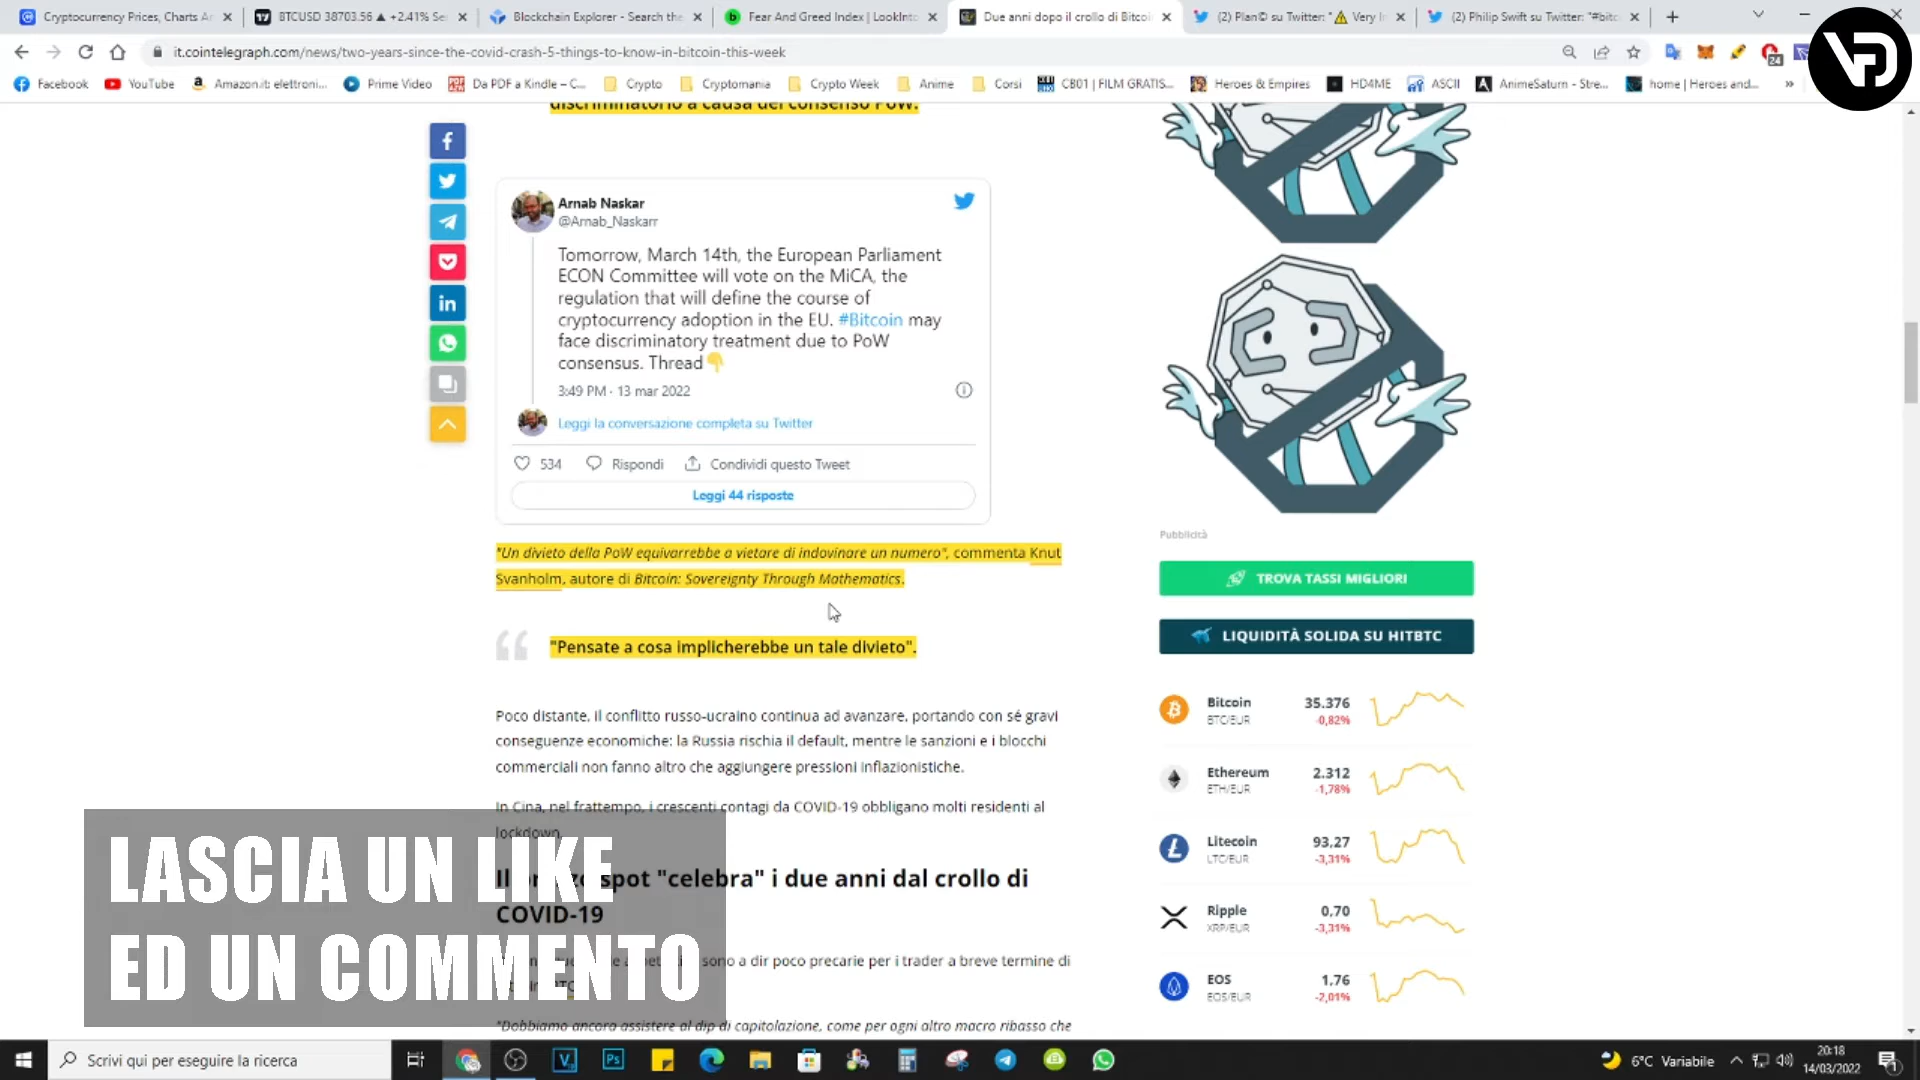 Cryptocurrency Prices, Charts Ar
BTCUSD 38703.56 ▲ +2.41% Se
Blockchain Explorer - Search the
Fear And Greed Index | LookInto
Due anni dopo il crollo di Bitcoin
(2) Plan© su Twitter: "⚠ Very In
(2) Philip Swift su Twitter: "#bitc
it.cointelegraph.com/news/two-years-since-the-covid-crash-5-things-to-know-in-bitcoin-this-week
24
Facebook
YouTube
Amazon.it: elettroni...
Prime Video
Da PDF a Kindle – C...
Crypto
Cryptomania
Crypto Week
Anime
Corsi
CB01 | FILM GRATIS...
Heroes & Empires
HD4ME
ASCII
AnimeSaturn - Stre...
home | Heroes and...
»
discriminatorio a causa del consenso PoW.
Arnab Naskar
@Arnab_Naskarr
Tomorrow, March 14th, the European Parliament
ECON Committee will vote on the MiCA, the
regulation that will define the course of
cryptocurrency adoption in the EU. #Bitcoin may
face discriminatory treatment due to PoW
consensus. Thread👇
3:49 PM · 13 mar 2022
Leggi la conversazione completa su Twitter
534 Rispondi Condividi questo Tweet
Leggi 44 risposte
"Un divieto della PoW equivarrebbe a vietare di indovinare un numero", commenta Knut
Svanholm, autore di Bitcoin: Sovereignty Through Mathematics.
"Pensate a cosa implicherebbe un tale divieto".
Poco distante, il conflitto russo-ucraino continua ad avanzare, portando con sé gravi
conseguenze economiche: la Russia rischia il default, mentre le sanzioni e i blocchi
commerciali non fanno altro che aggiungere pressioni inflazionistiche.
In Cina, nel frattempo, i crescenti contagi da COVID-19 obbligano molti residenti al
lockdown.
Il spot "celebra" i due anni dal crollo di
COVID-19
sono a dir poco precarie per i trader a breve termine di
"Dobbiamo ancora assistere al dip di capitolazione, come per ogni altro macro ribasso che
LASCIA UN LIKE
ED UN COMMENTO
Pubblicità
TROVA TASSI MIGLIORI
LIQUIDITÀ SOLIDA SU HITBTC
Bitcoin 35.376
BTC/EUR -0,82%
Ethereum 2.312
ETH/EUR -1,78%
Litecoin 93,27
LTC/EUR -3,31%
Ripple 0,70
XRP/EUR -3,31%
EOS 1,76
EOS/EUR -2,01%
Scrivi qui per eseguire la ricerca
6°C Variabile
20:18
14/03/2022
1